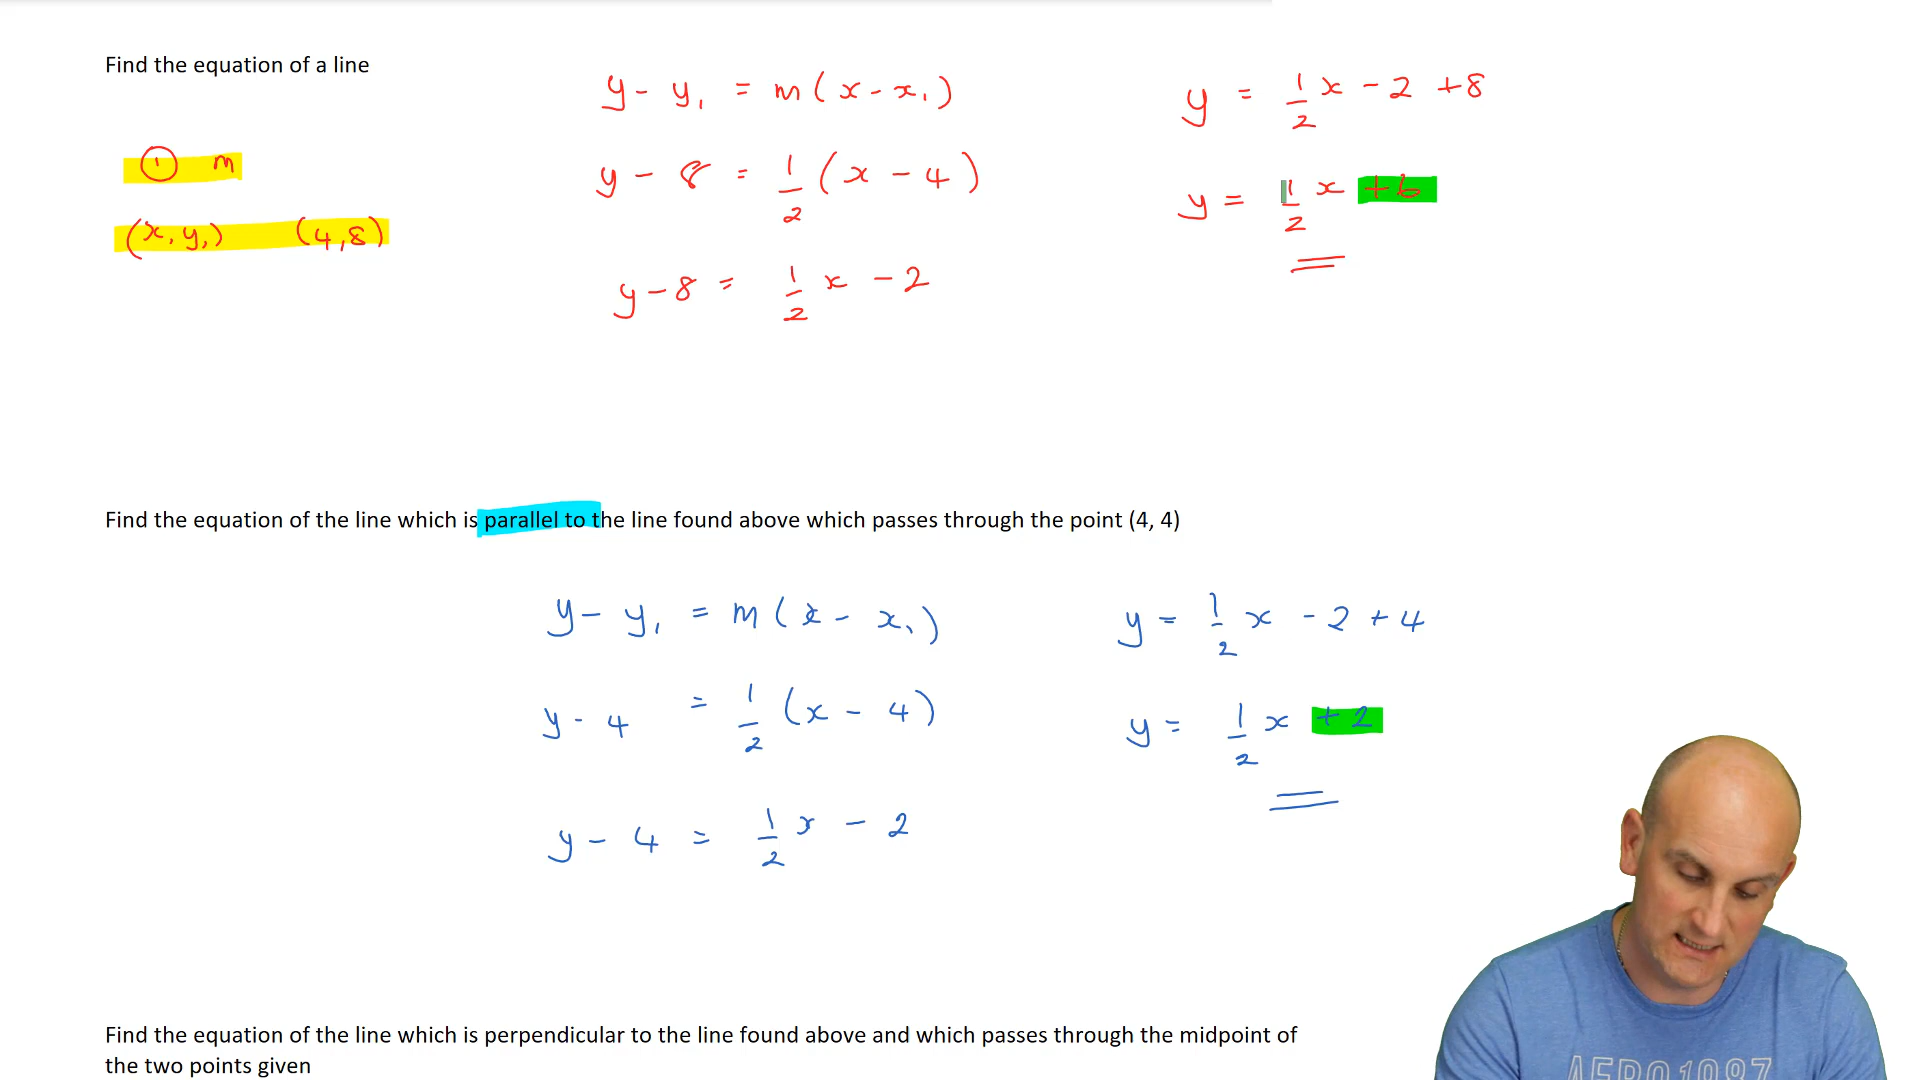 Find the equation of a line
① m
(x₁ y₁) (4,8)
y - y₁ = m(x - x₁)
y - 8 = 1/2 (x - 4)
y - 8 = 1/2 x - 2
y = 1/2 x - 2 + 8
y = 1/2 x + 6
Find the equation of the line which is parallel to the line found above which passes through the point (4, 4)
y - y₁ = m(x - x₁)
y - 4 = 1/2 (x - 4)
y - 4 = 1/2 x - 2
y = 1/2 x - 2 + 4
y = 1/2 x + 2
Find the equation of the line which is perpendicular to the line found above and which passes through the midpoint of
the two points given
AERO1987